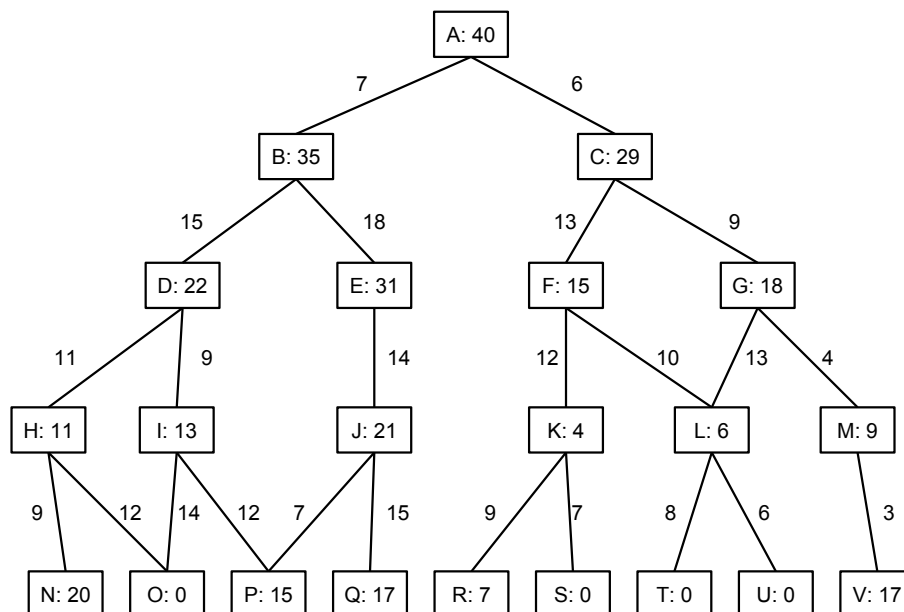 A: 40
7 6
B: 35 C: 29
15 18 13 9
D: 22 E: 31 F: 15 G: 18
11 9 14 12 10 13 4
H: 11 I: 13 J: 21 K: 4 L: 6 M: 9
9 12 14 12 7 15 9 7 8 6 3
N: 20 O: 0 P: 15 Q: 17 R: 7 S: 0 T: 0 U: 0 V: 17